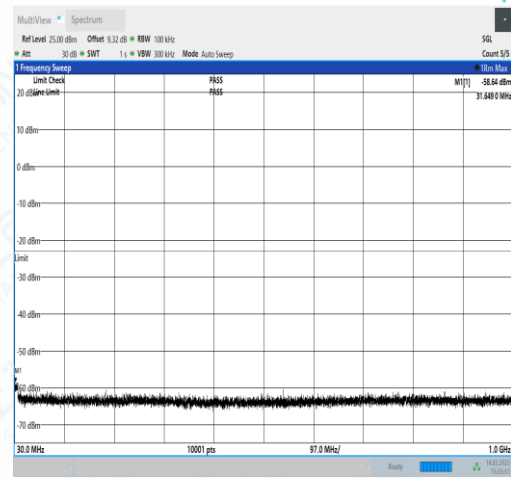 MultiView Spectrum
Ref Level 25.00 dBm Offset 9.32 dB RBW 100 kHz SGL
Att 30 dB SWT 1 s VBW 300 kHz Mode Auto Sweep Count 5/5
1 Frequency Sweep 1Rm Max
Limit Check PASS M1[1] -58.64 dBm
20 dBm Line Limit PASS 31.649 0 MHz
10 dBm
0 dBm
-10 dBm
-20 dBm
Limit
-30 dBm
-40 dBm
-50 dBm
M1
-60 dBm
-70 dBm
30.0 MHz 10001 pts 97.0 MHz/ 1.0 GHz
Ready